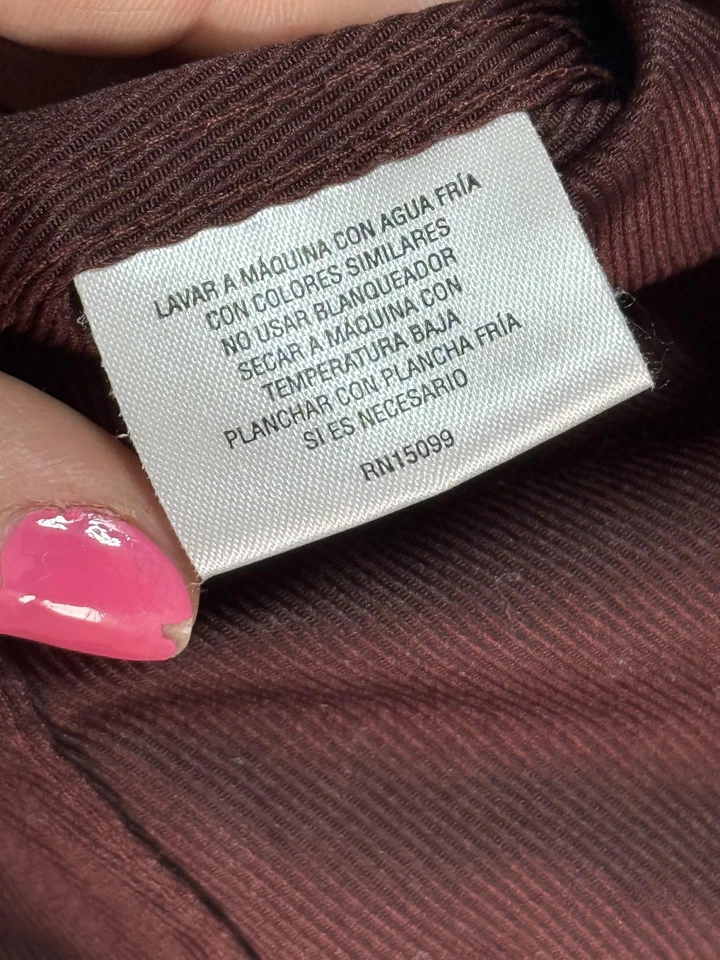 LAVAR A MÁQUINA CON AGUA FRÍA
CON COLORES SIMILARES
NO USAR BLANQUEADOR
SECAR A MÁQUINA CON
TEMPERATURA BAJA
PLANCHAR CON PLANCHA FRÍA
SI ES NECESARIO
RN15099